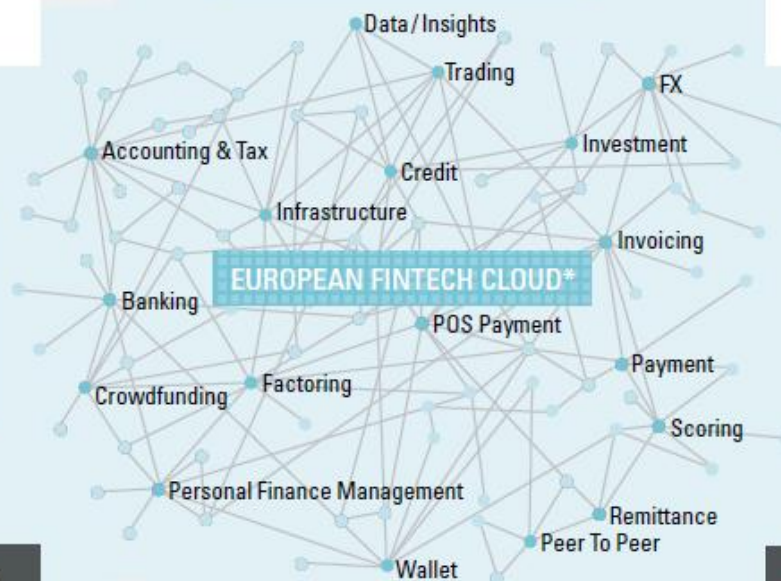 Data/Insights
Trading
FX
Accounting & Tax
Investment
Credit
Infrastructure
Invoicing
EUROPEAN FINTECH CLOUD*
Banking
POS Payment
Payment
Crowdfunding
Factoring
Scoring
Personal Finance Management
Remittance
Peer To Peer
Wallet